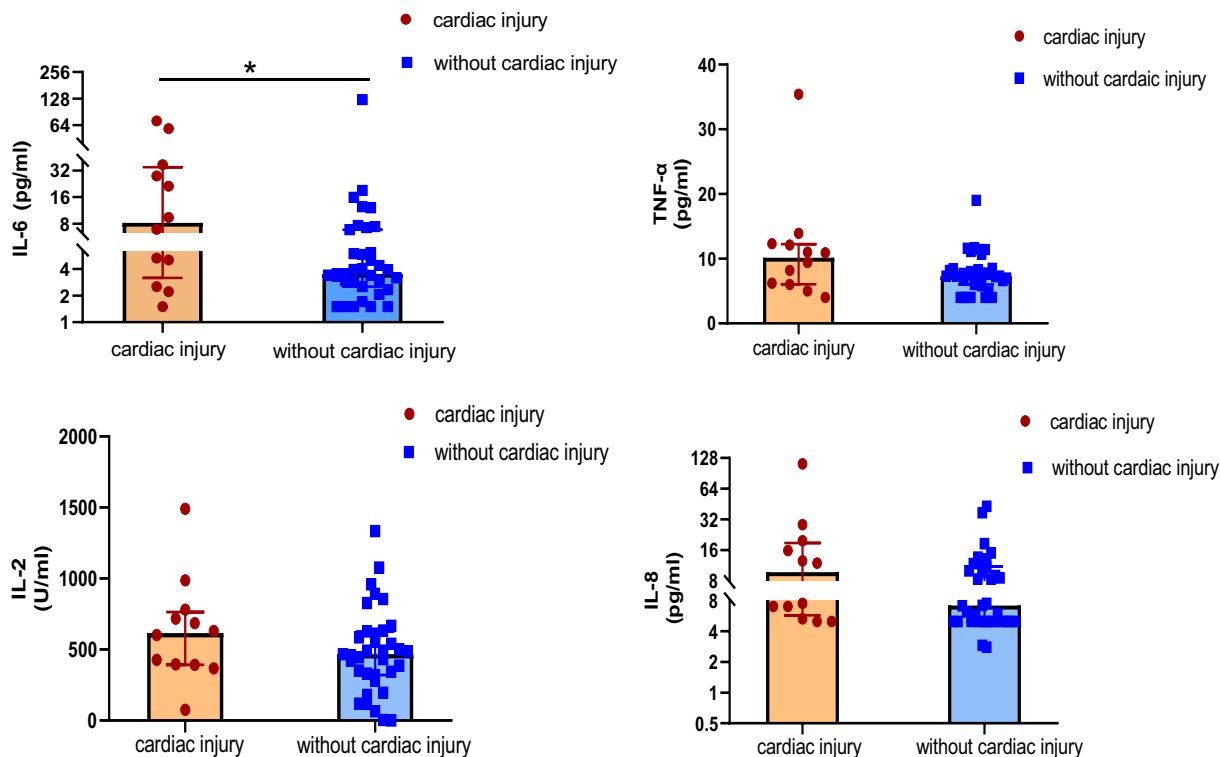 cardiac injury
without cardiac injury
*
256
128
64
32
16
8
4
2
1
IL-6 (pg/ml)
cardiac injury
without cardiac injury
cardiac injury
without cardaic injury
40
30
20
10
0
TNF-α
(pg/ml)
cardiac injury
without cardiac injury
cardiac injury
without cardiac injury
2000
1500
1000
500
0
IL-2
(U/ml)
cardiac injury
without cardiac injury
cardiac injury
without cardiac injury
128
64
32
16
8
8
4
2
1
0.5
IL-8
(pg/ml)
cardiac injury
without cardiac injury